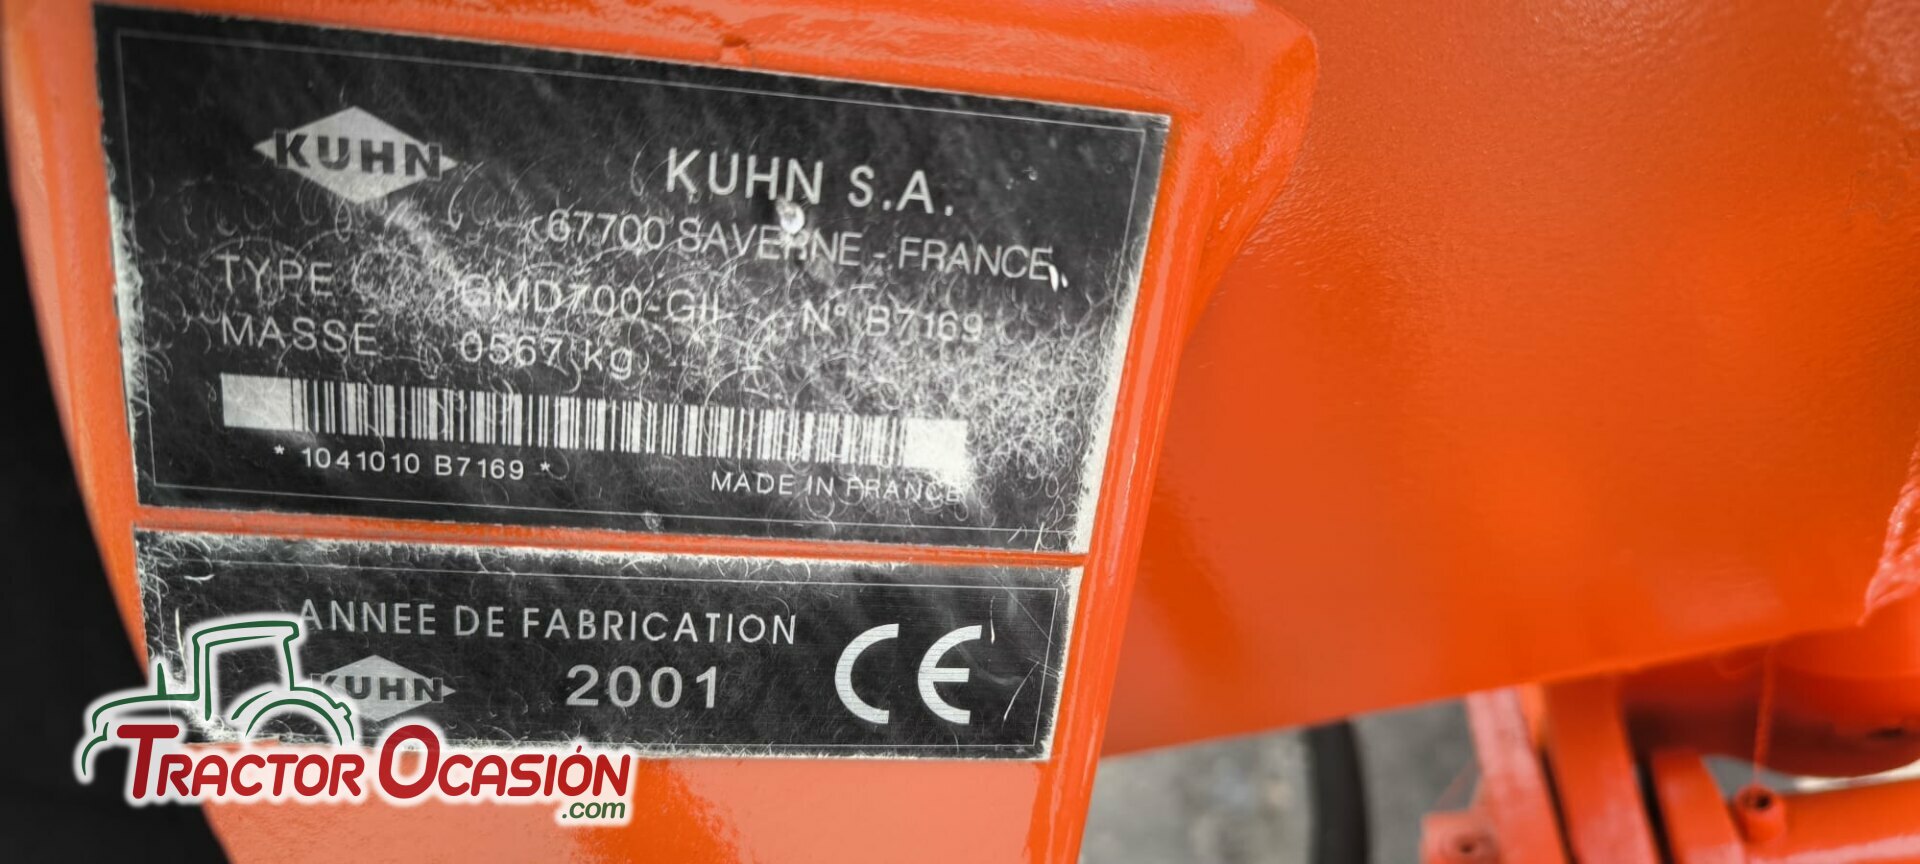 KUHN
KUHN S.A.
67700 SAVERNE - FRANCE
TYPE GMD700-GII N° B7169
MASSE 0567 kg
* 1041010 B7169 *
MADE IN FRANCE
ANNEE DE FABRICATION
KUHN 2001 CE
TRACTOR OCASIÓN
.com